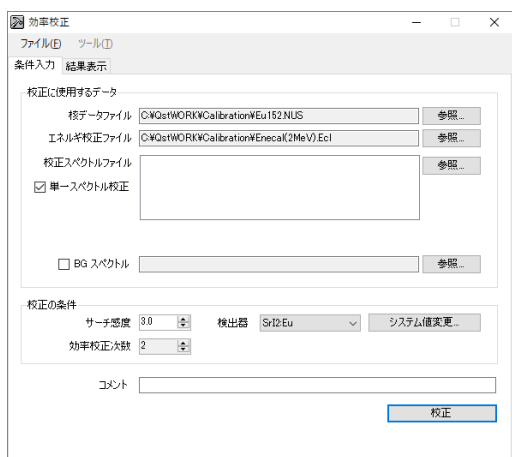 効率校正
ファイル(F) ツール(T)
条件入力 結果表示
校正に使用するデータ
核データファイル C:¥QstWORK¥Calibration¥Eu152.NUS 参照...
エネルギ校正ファイル C:¥QstWORK¥Calibration¥Enecal(2MeV).Ecl 参照...
校正スペクトルファイル 参照...
単一スペクトル校正
BG スペクトル 参照...
校正の条件
サーチ感度 3.0 検出器 SrI2:Eu システム値変更...
効率校正次数 2
コメント
校正